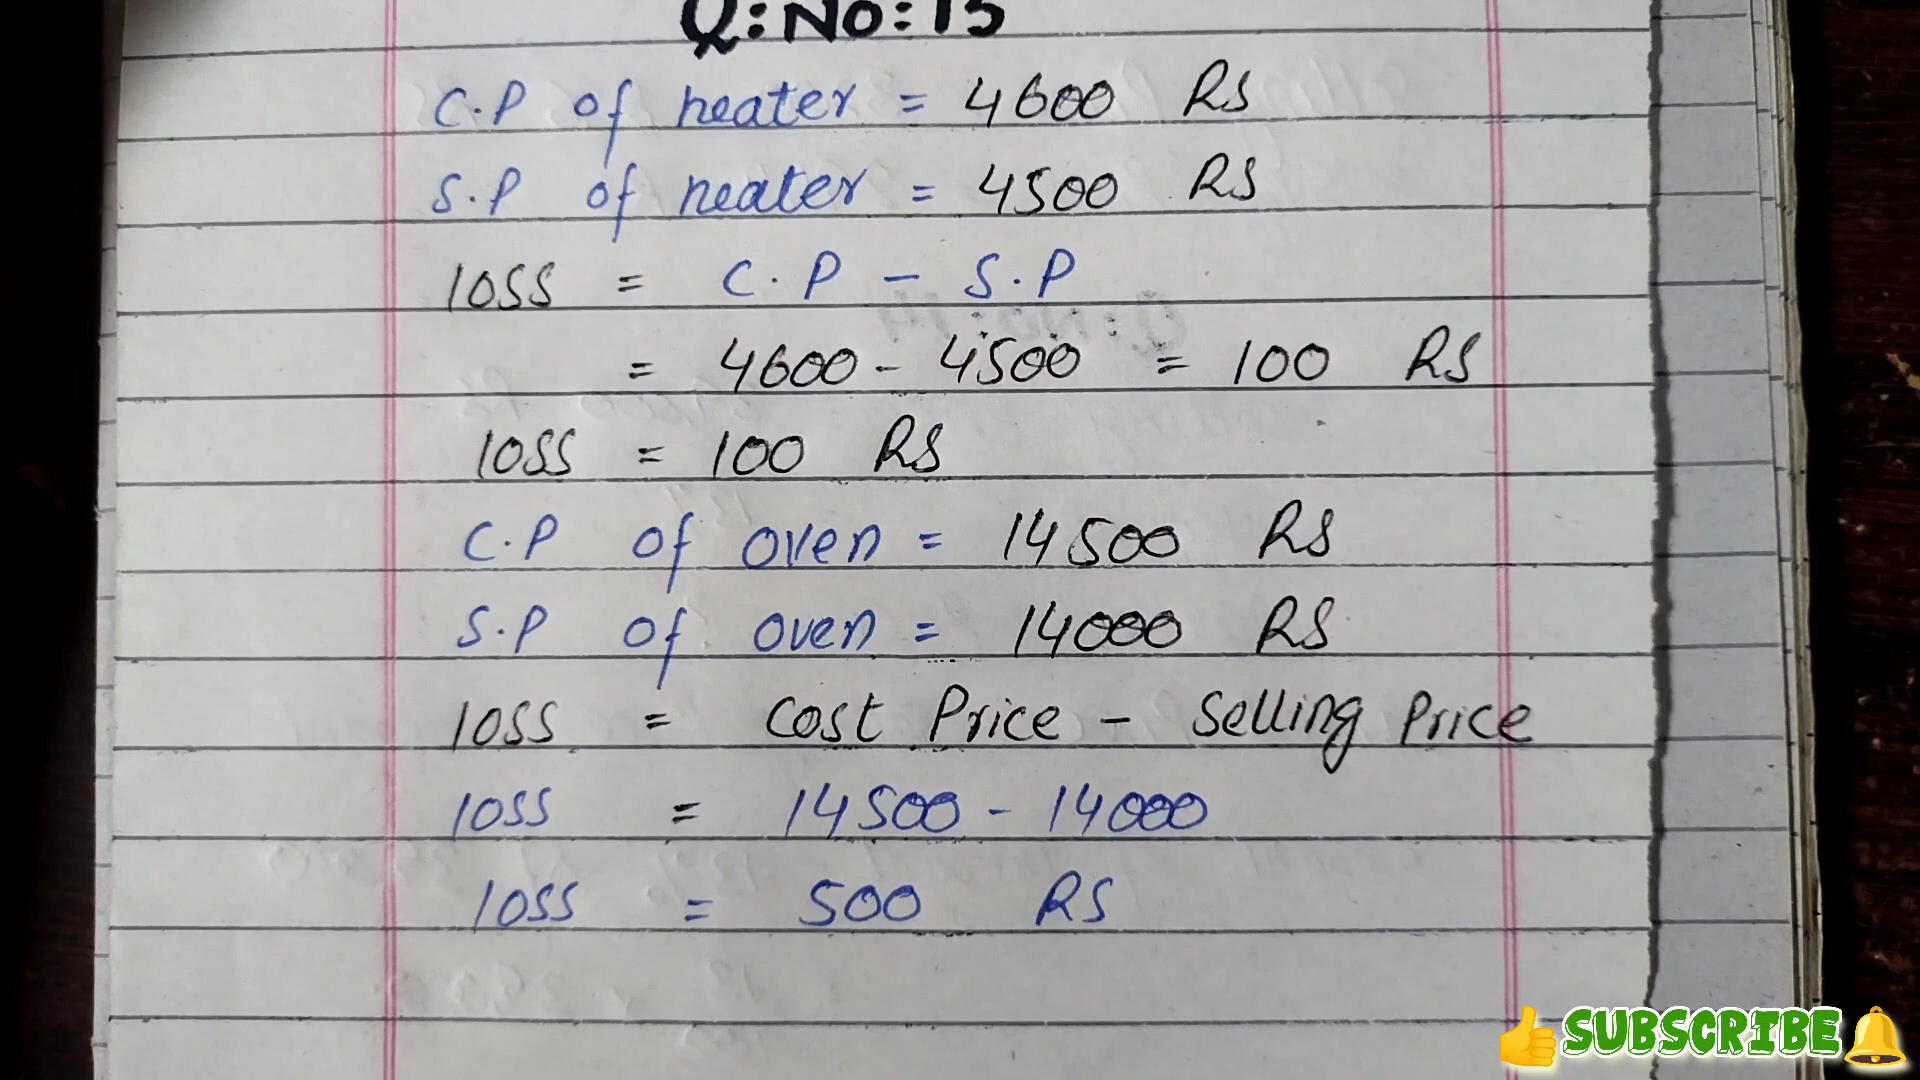 Q:No:15
C.P of heater = 4600 RS
S.P of heater = 4500 RS
loss = C.P - S.P
= 4600 - 4500 = 100 RS
loss = 100 RS
C.P of oven = 14500 RS
S.P of oven = 14000 RS
loss = Cost Price - Selling Price
loss = 14500 - 14000
loss = 500 RS
SUBSCRIBE